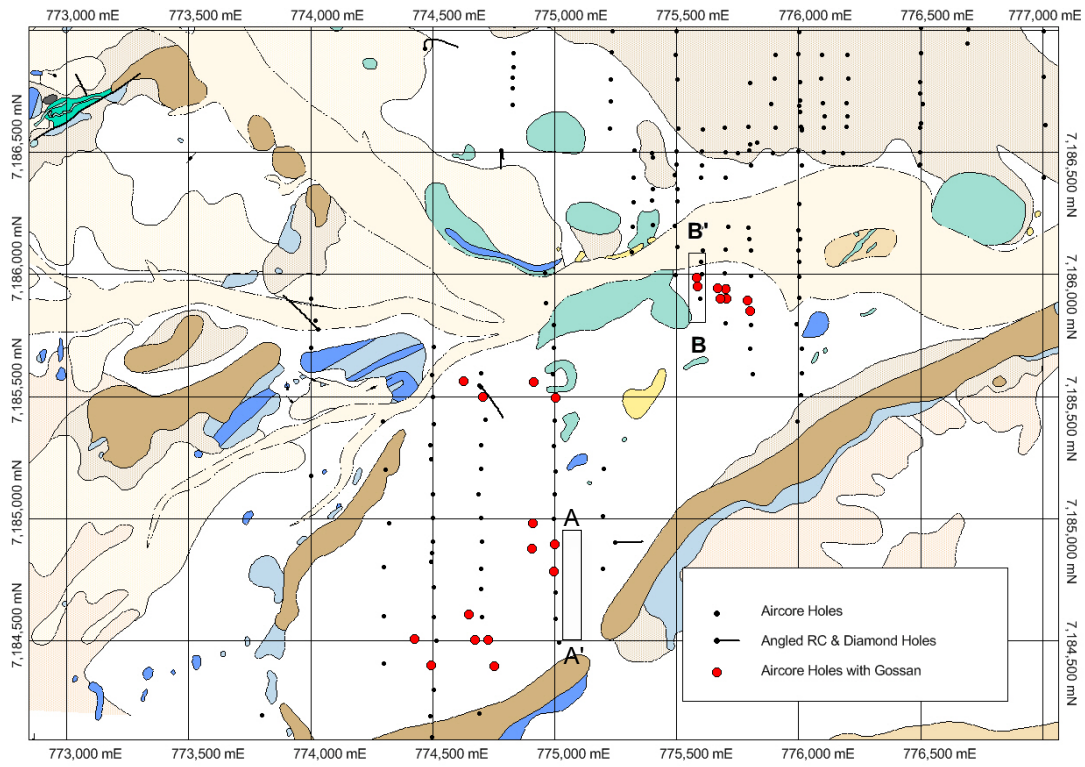 773,000 mE 773,500 mE 774,000 mE 774,500 mE 775,000 mE 775,500 mE 776,000 mE 776,500 mE 777,000 mE
7,186,500 mN 7,186,500 mN
B'
7,186,000 mN 7,186,000 mN
B
7,185,500 mN 7,185,500 mN
A
7,185,000 mN 7,185,000 mN
Aircore Holes
Angled RC & Diamond Holes
Aircore Holes with Gossan
A'
7,184,500 mN 7,184,500 mN
773,000 mE 773,500 mE 774,000 mE 774,500 mE 775,000 mE 775,500 mE 776,000 mE 776,500 mE